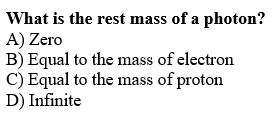 What is the rest mass of a photon?
A) Zero
B) Equal to the mass of electron
C) Equal to the mass of proton
D) Infinite